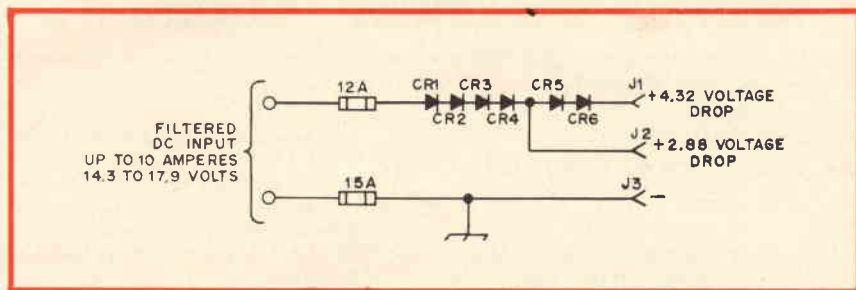 12A
CR1
CR2
CR3
CR4
CR5
CR6
J1
+4.32 VOLTAGE
DROP
J2
+2.88 VOLTAGE
DROP
FILTERED
DC INPUT
UP TO 10 AMPERES
14.3 TO 17.9 VOLTS
15A
J3
−